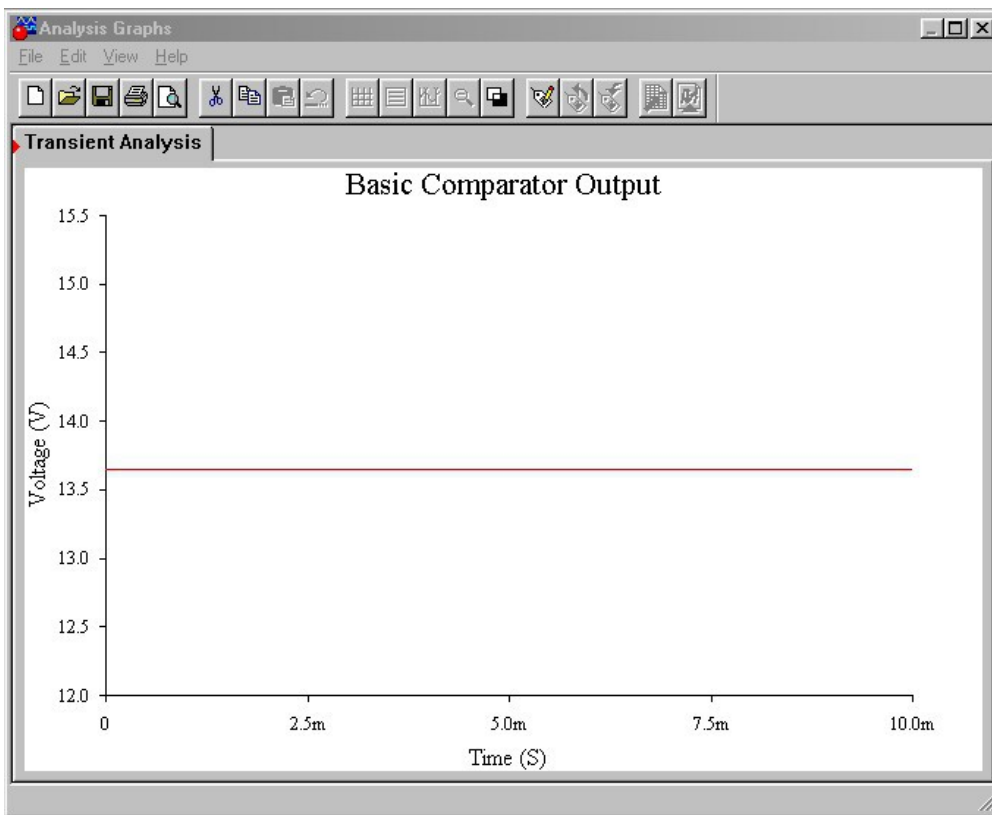 Analysis Graphs
File Edit View Help
Transient Analysis
Basic Comparator Output
15.5
15.0
14.5
14.0
13.5
13.0
12.5
12.0
Voltage (V)
0 2.5m 5.0m 7.5m 10.0m
Time (S)